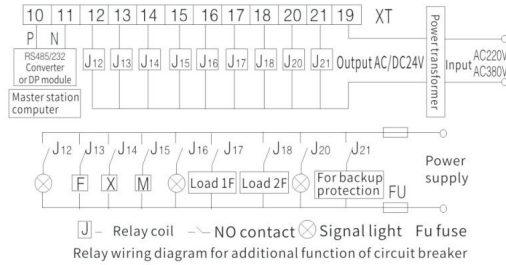 10 11 12 13 14 15 16 17 18 20 21 19 XT
P N
RS485/232
Converter
or DP module
J12 J13 J14 J15 J16 J17 J18 J20 J21
Output AC/DC24V
Power transformer
Input
AC220V
AC380V
Master station
computer
J12 J13 J14 J15 J16 J17 J18 J20 J21
F X M Load 1F Load 2F
For backup
protection
FU
Power
supply
J – Relay coil NO contact Signal light Fu fuse
Relay wiring diagram for additional function of circuit breaker